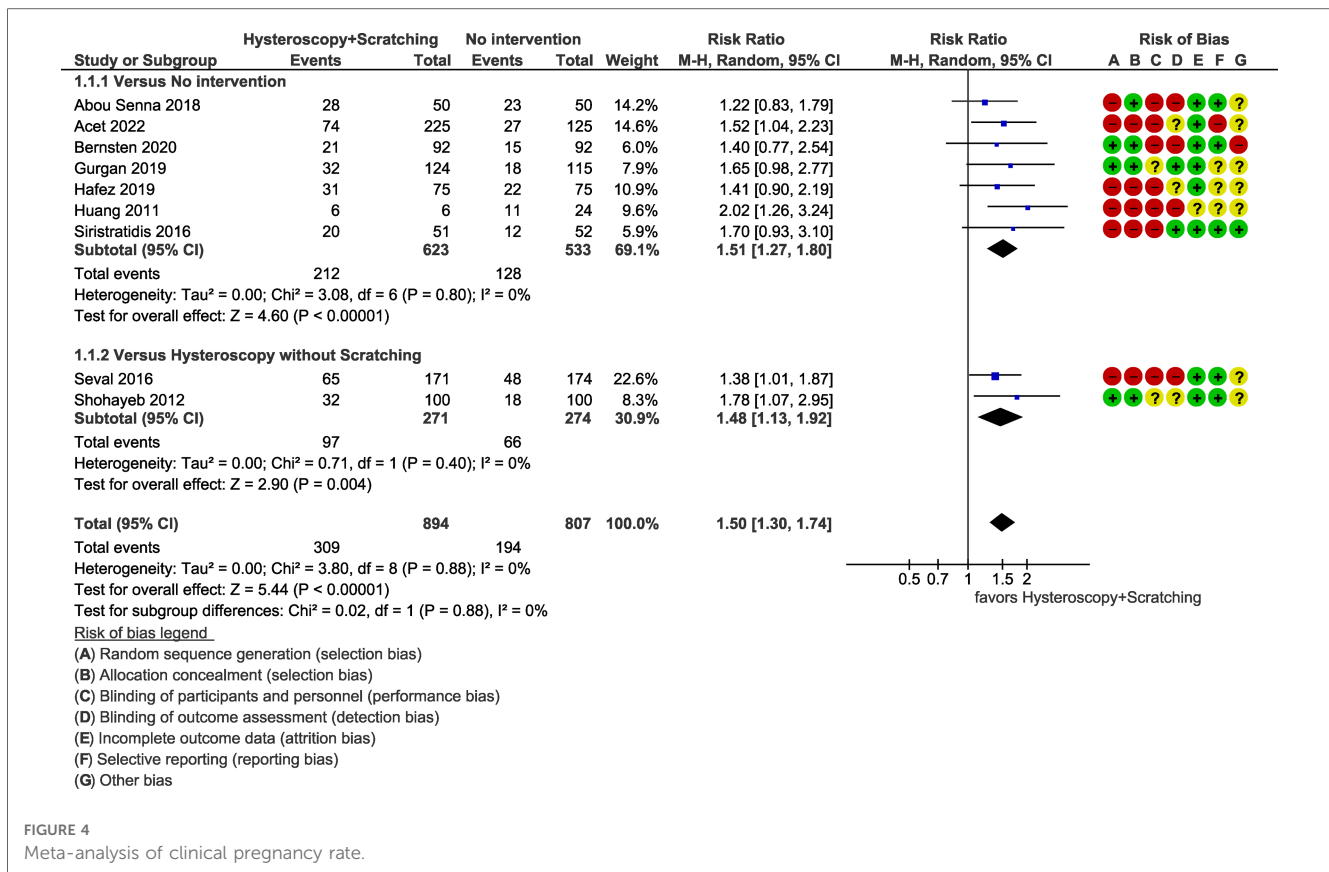 Hysteroscopy+Scratching No intervention Risk Ratio Risk Ratio Risk of Bias
Study or Subgroup Events Total Events Total Weight M-H, Random, 95% CI M-H, Random, 95% CI A B C D E F G
1.1.1 Versus No intervention
Abou Senna 2018 28 50 23 50 14.2% 1.22 [0.83, 1.79] − + − − + + ?
Acet 2022 74 225 27 125 14.6% 1.52 [1.04, 2.23] − − − ? + − ?
Bernsten 2020 21 92 15 92 6.0% 1.40 [0.77, 2.54] + + − − + + −
Gurgan 2019 32 124 18 115 8.3% 1.65 [0.98, 2.77] + + ? + + ? ?
Hafez 2019 31 75 22 75 10.9% 1.41 [0.90, 2.19] − − − ? + ? ?
Huang 2011 6 6 11 24 9.6% 2.02 [1.26, 3.24] − − − − ? ? ?
Siristratidis 2016 20 51 12 52 5.9% 1.70 [0.93, 3.10] − − − + + + +
Subtotal (95% CI) 623 533 69.1% 1.51 [1.27, 1.80]
Total events 212 128
Heterogeneity: Tau² = 0.00; Chi² = 3.08, df = 6 (P = 0.80); I² = 0%
Test for overall effect: Z = 4.60 (P < 0.00001)
1.1.2 Versus Hysteroscopy without Scratching
Seval 2016 65 171 48 174 22.6% 1.38 [1.01, 1.87] − − − − + + ?
Shohayeb 2012 32 100 18 100 8.3% 1.78 [1.07, 2.95] + + ? ? + + ?
Subtotal (95% CI) 271 274 30.9% 1.48 [1.13, 1.92]
Total events 97 66
Heterogeneity: Tau² = 0.00; Chi² = 0.71, df = 1 (P = 0.40); I² = 0%
Test for overall effect: Z = 2.90 (P = 0.004)
Total (95% CI) 894 807 100.0% 1.50 [1.30, 1.74]
Total events 309 194
Heterogeneity: Tau² = 0.00; Chi² = 3.80, df = 8 (P = 0.88); I² = 0%
Test for overall effect: Z = 5.44 (P < 0.00001)
Test for subgroup differences: Chi² = 0.02, df = 1 (P = 0.88), I² = 0%
0.5 0.7 1 1.5 2
favors Hysteroscopy+Scratching
Risk of bias legend
(A) Random sequence generation (selection bias)
(B) Allocation concealment (selection bias)
(C) Blinding of participants and personnel (performance bias)
(D) Blinding of outcome assessment (detection bias)
(E) Incomplete outcome data (attrition bias)
(F) Selective reporting (reporting bias)
(G) Other bias
FIGURE 4
Meta-analysis of clinical pregnancy rate.